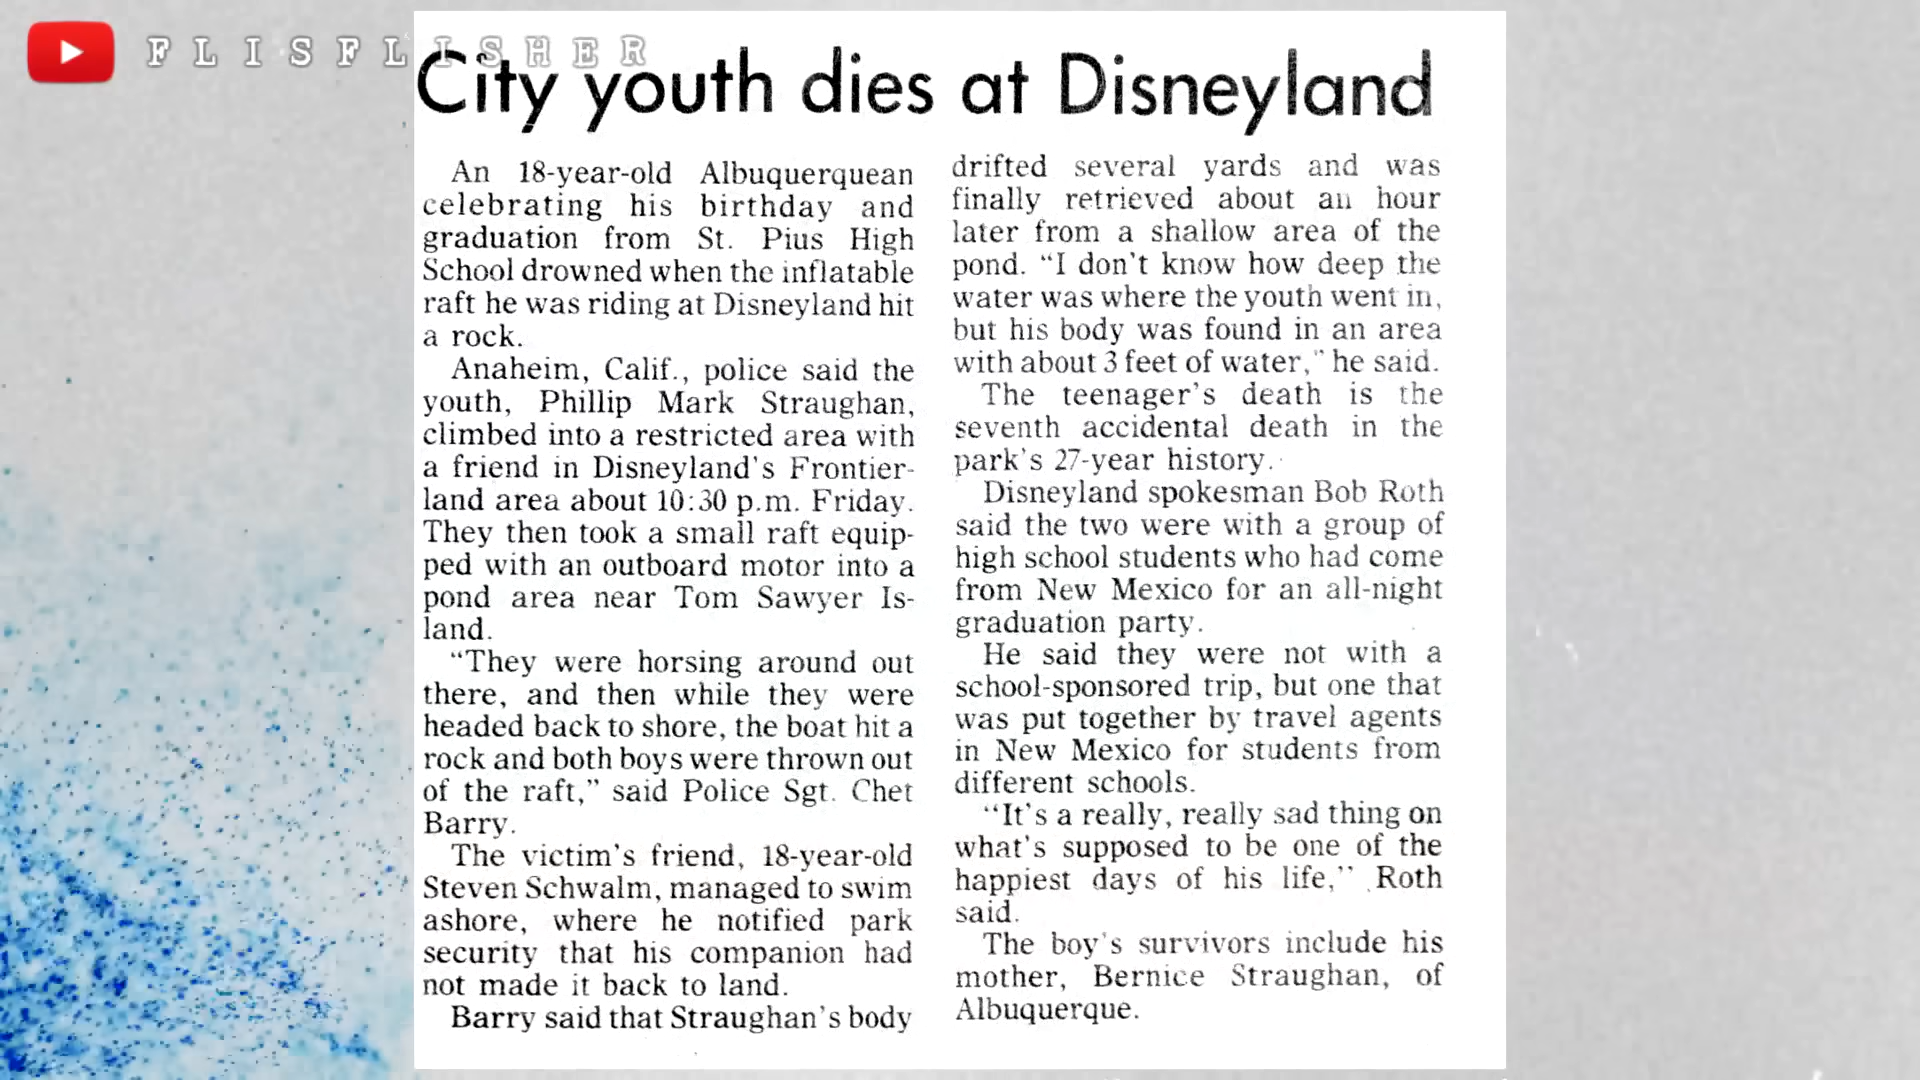 FLISFLISHER
City youth dies at Disneyland
An 18-year-old Albuquerquean
celebrating his birthday and
graduation from St. Pius High
School drowned when the inflatable
raft he was riding at Disneyland hit
a rock.
Anaheim, Calif., police said the
youth, Phillip Mark Straughan,
climbed into a restricted area with
a friend in Disneyland's Frontier-
land area about 10:30 p.m. Friday.
They then took a small raft equip-
ped with an outboard motor into a
pond area near Tom Sawyer Is-
land.
“They were horsing around out
there, and then while they were
headed back to shore, the boat hit a
rock and both boys were thrown out
of the raft,” said Police Sgt. Chet
Barry.
The victim's friend, 18-year-old
Steven Schwalm, managed to swim
ashore, where he notified park
security that his companion had
not made it back to land.
Barry said that Straughan's body
drifted several yards and was
finally retrieved about an hour
later from a shallow area of the
pond. “I don't know how deep the
water was where the youth went in,
but his body was found in an area
with about 3 feet of water,” he said.
The teenager's death is the
seventh accidental death in the
park's 27-year history.
Disneyland spokesman Bob Roth
said the two were with a group of
high school students who had come
from New Mexico for an all-night
graduation party.
He said they were not with a
school-sponsored trip, but one that
was put together by travel agents
in New Mexico for students from
different schools.
“It's a really, really sad thing on
what's supposed to be one of the
happiest days of his life,” Roth
said.
The boy's survivors include his
mother, Bernice Straughan, of
Albuquerque.